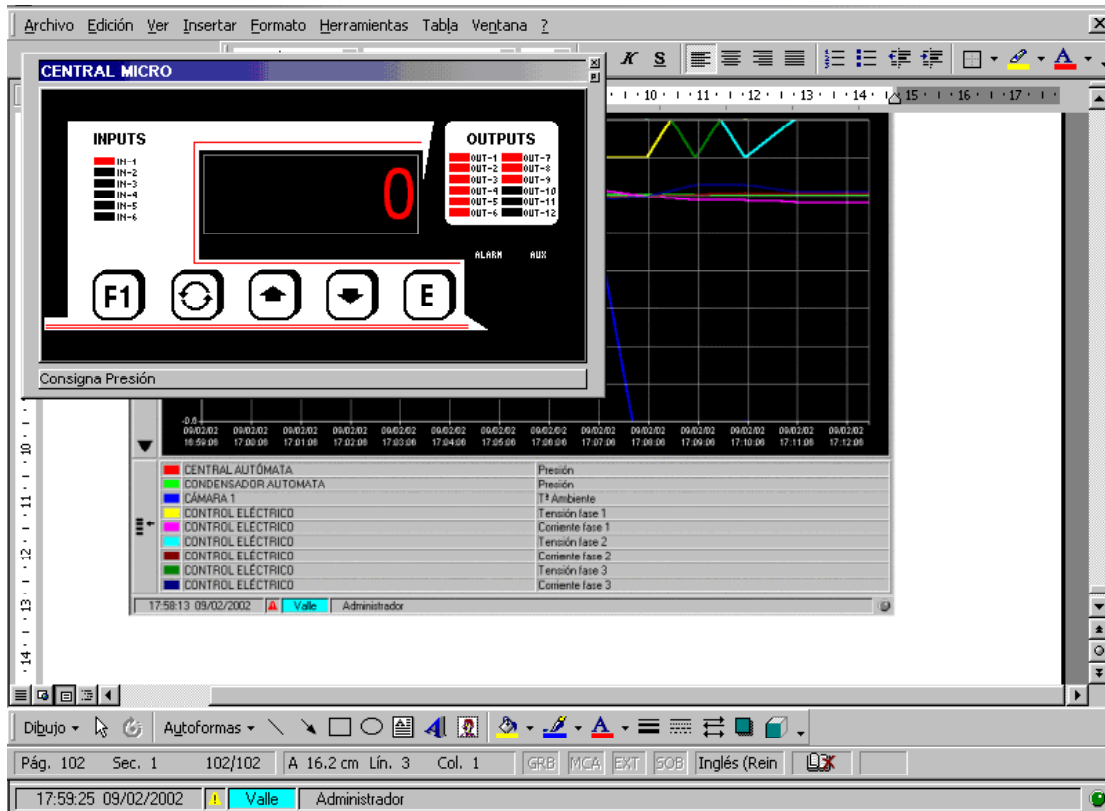 Archivo Edición Ver Insertar Formato Herramientas Tabla Ventana ?
K S
CENTRAL MICRO
· 10 · · 11 · · 12 · · 13 · · 14 · 15 · · 16 · · 17 ·
INPUTS
IN-1
IN-2
IN-3
IN-4
IN-5
IN-6
0
OUTPUTS
OUT-1 OUT-7
OUT-2 OUT-8
OUT-3 OUT-9
OUT-4 OUT-10
OUT-5 OUT-11
OUT-6 OUT-12
ALARM AUX
F1 E
Consigna Presión
-0.6
09/02/02 09/02/02 09/02/02 09/02/02 09/02/02 09/02/02 09/02/02 09/02/02 09/02/02 09/02/02 09/02/02 09/02/02 09/02/02 09/02/02
16:59:06 17:00:06 17:01:06 17:02:06 17:03:06 17:04:06 17:05:06 17:06:06 17:07:06 17:08:06 17:09:06 17:10:06 17:11:06 17:12:06
CENTRAL AUTÓMATA Presión
CONDENSADOR AUTOMATA Presión
CÁMARA 1 Tª Ambiente
CONTROL ELÉCTRICO Tensión fase 1
CONTROL ELÉCTRICO Corriente fase 1
CONTROL ELÉCTRICO Tensión fase 2
CONTROL ELÉCTRICO Corriente fase 2
CONTROL ELÉCTRICO Tensión fase 3
CONTROL ELÉCTRICO Corriente fase 3
17:58:13 09/02/2002 Valle Administrador
10
11
12
13
14
Dibujo Autoformas
Pág. 102 Sec. 1 102/102 A 16.2 cm Lín. 3 Col. 1 GRB MCA EXT SOB Inglés (Rein
17:59:25 09/02/2002 Valle Administrador